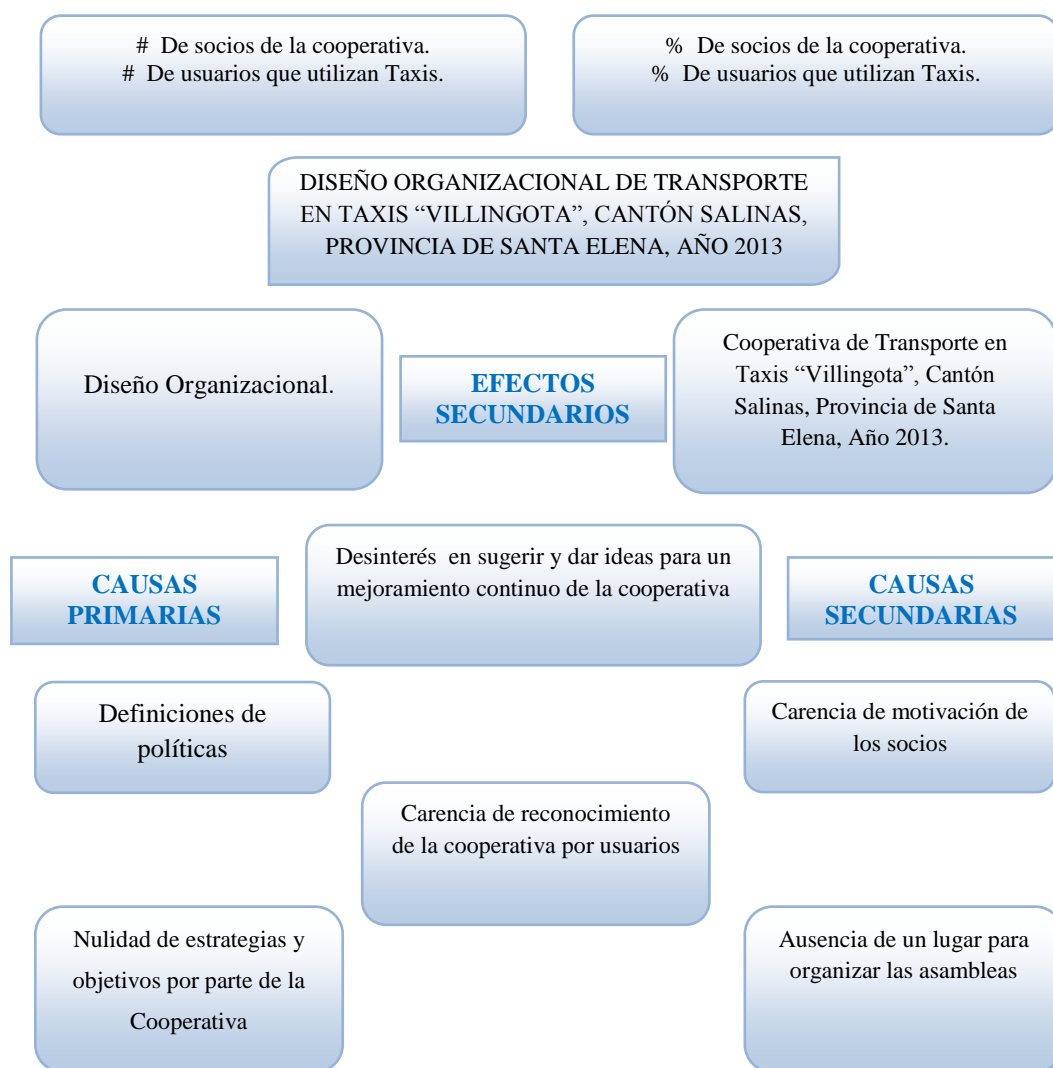 # De socios de la cooperativa.
# De usuarios que utilizan Taxis.
% De socios de la cooperativa.
% De usuarios que utilizan Taxis.
DISEÑO ORGANIZACIONAL DE TRANSPORTE
EN TAXIS “VILLINGOTA”, CANTÓN SALINAS,
PROVINCIA DE SANTA ELENA, AÑO 2013
Diseño Organizacional.
EFECTOS
SECUNDARIOS
Cooperativa de Transporte en
Taxis “Villingota”, Cantón
Salinas, Provincia de Santa
Elena, Año 2013.
CAUSAS
PRIMARIAS
Desinterés en sugerir y dar ideas para un
mejoramiento continuo de la cooperativa
CAUSAS
SECUNDARIAS
Definiciones de
políticas
Carencia de motivación de
los socios
Carencia de reconocimiento
de la cooperativa por usuarios
Nulidad de estrategias y
objetivos por parte de la
Cooperativa
Ausencia de un lugar para
organizar las asambleas